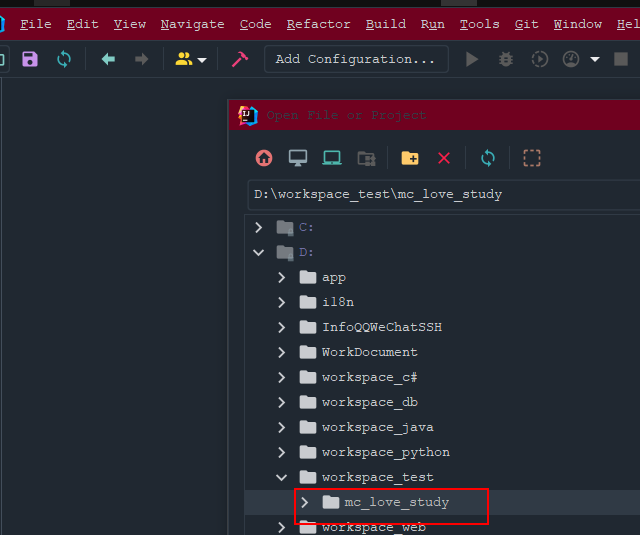 File Edit View Navigate Code Refactor Build Run Tools Git Window Hel
Add Configuration...
Open File or Project
D:\workspace_test\mc_love_study
C:
D:
app
i18n
InfoQQWeChatSSH
WorkDocument
workspace_c#
workspace_db
workspace_java
workspace_python
workspace_test
mc_love_study
workspace_web